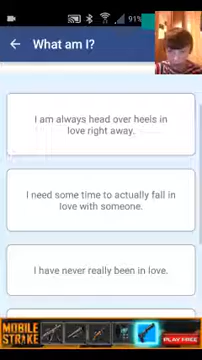 91%
What am I?
I am always head over heels in
love right away.
I need some time to actually fall in
love with someone.
I have never really been in love.
MOBILE
STRIKE
PLAY FREE